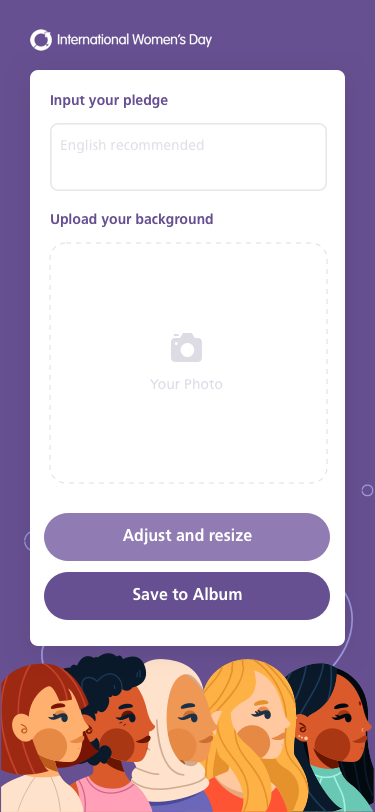 International Women's Day
Input your pledge
English recommended
Upload your background
Your Photo
Adjust and resize
Save to Album